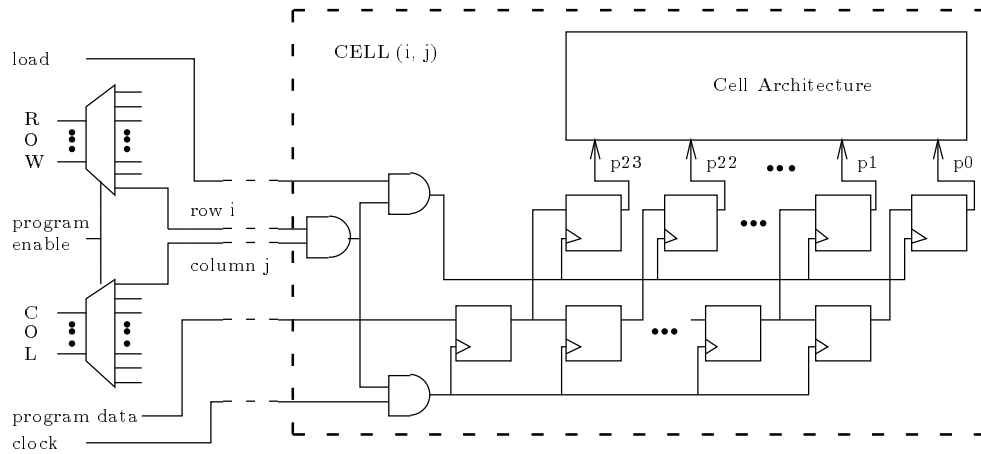 load
CELL (i, j)
Cell Architecture
R
O
W
p23
p22
p1
p0
row i
program
enable
column j
C
O
L
program data
clock